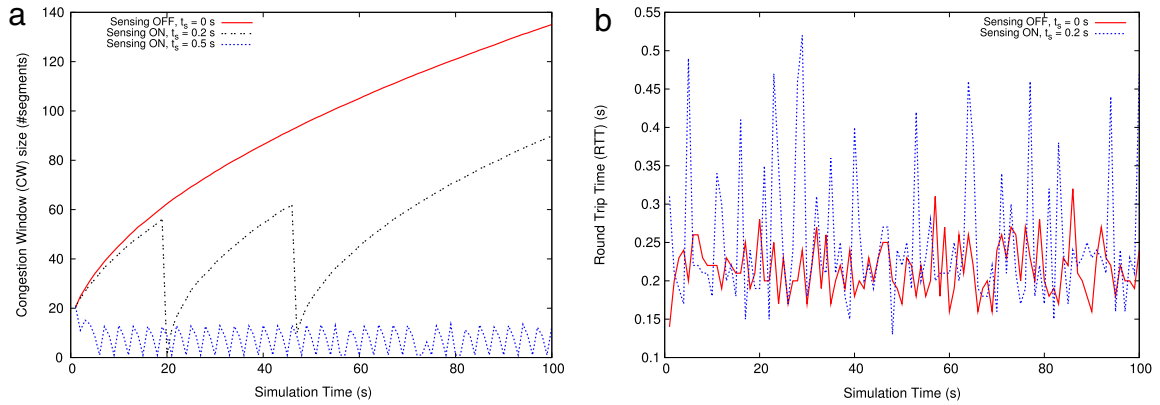 a
Sensing OFF, ts = 0 s
Sensing ON, ts = 0.2 s
Sensing ON, ts = 0.5 s
Congestion Window (CW) size (#segments)
140
120
100
80
60
40
20
0
0
20
40
60
80
100
Simulation Time (s)
b
Sensing OFF, ts = 0 s
Sensing ON, ts = 0.2 s
Round Trip Time (RTT) (s)
0.5
0.45
0.4
0.35
0.3
0.25
0.2
0.15
0.1
0
20
40
60
80
100
Simulation Time (s)